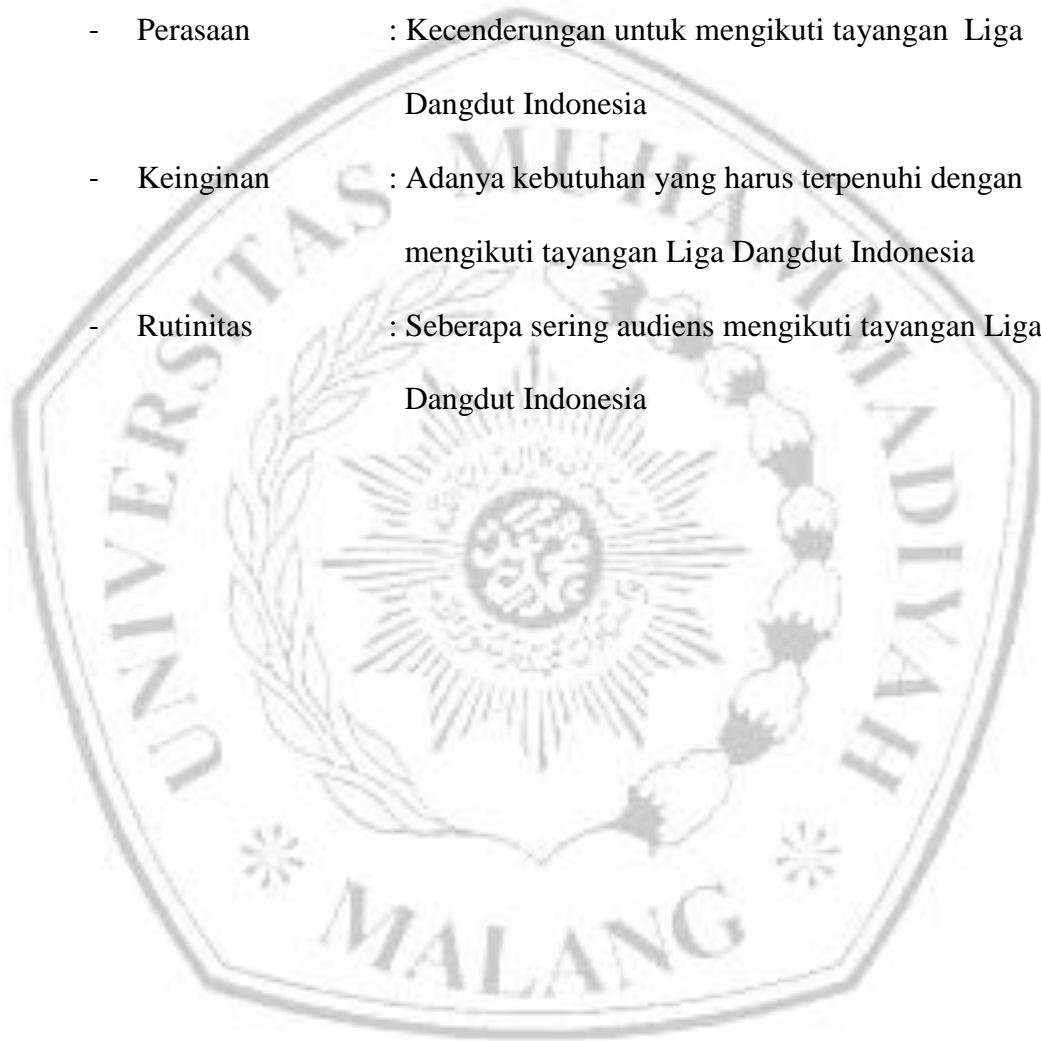 - Perasaan : Kecenderungan untuk mengikuti tayangan Liga
Dangdut Indonesia
- Keinginan : Adanya kebutuhan yang harus terpenuhi dengan
mengikuti tayangan Liga Dangdut Indonesia
- Rutinitas : Seberapa sering audiens mengikuti tayangan Liga
Dangdut Indonesia
UNIVERSITAS MUHAMMADIYAH
MALANG